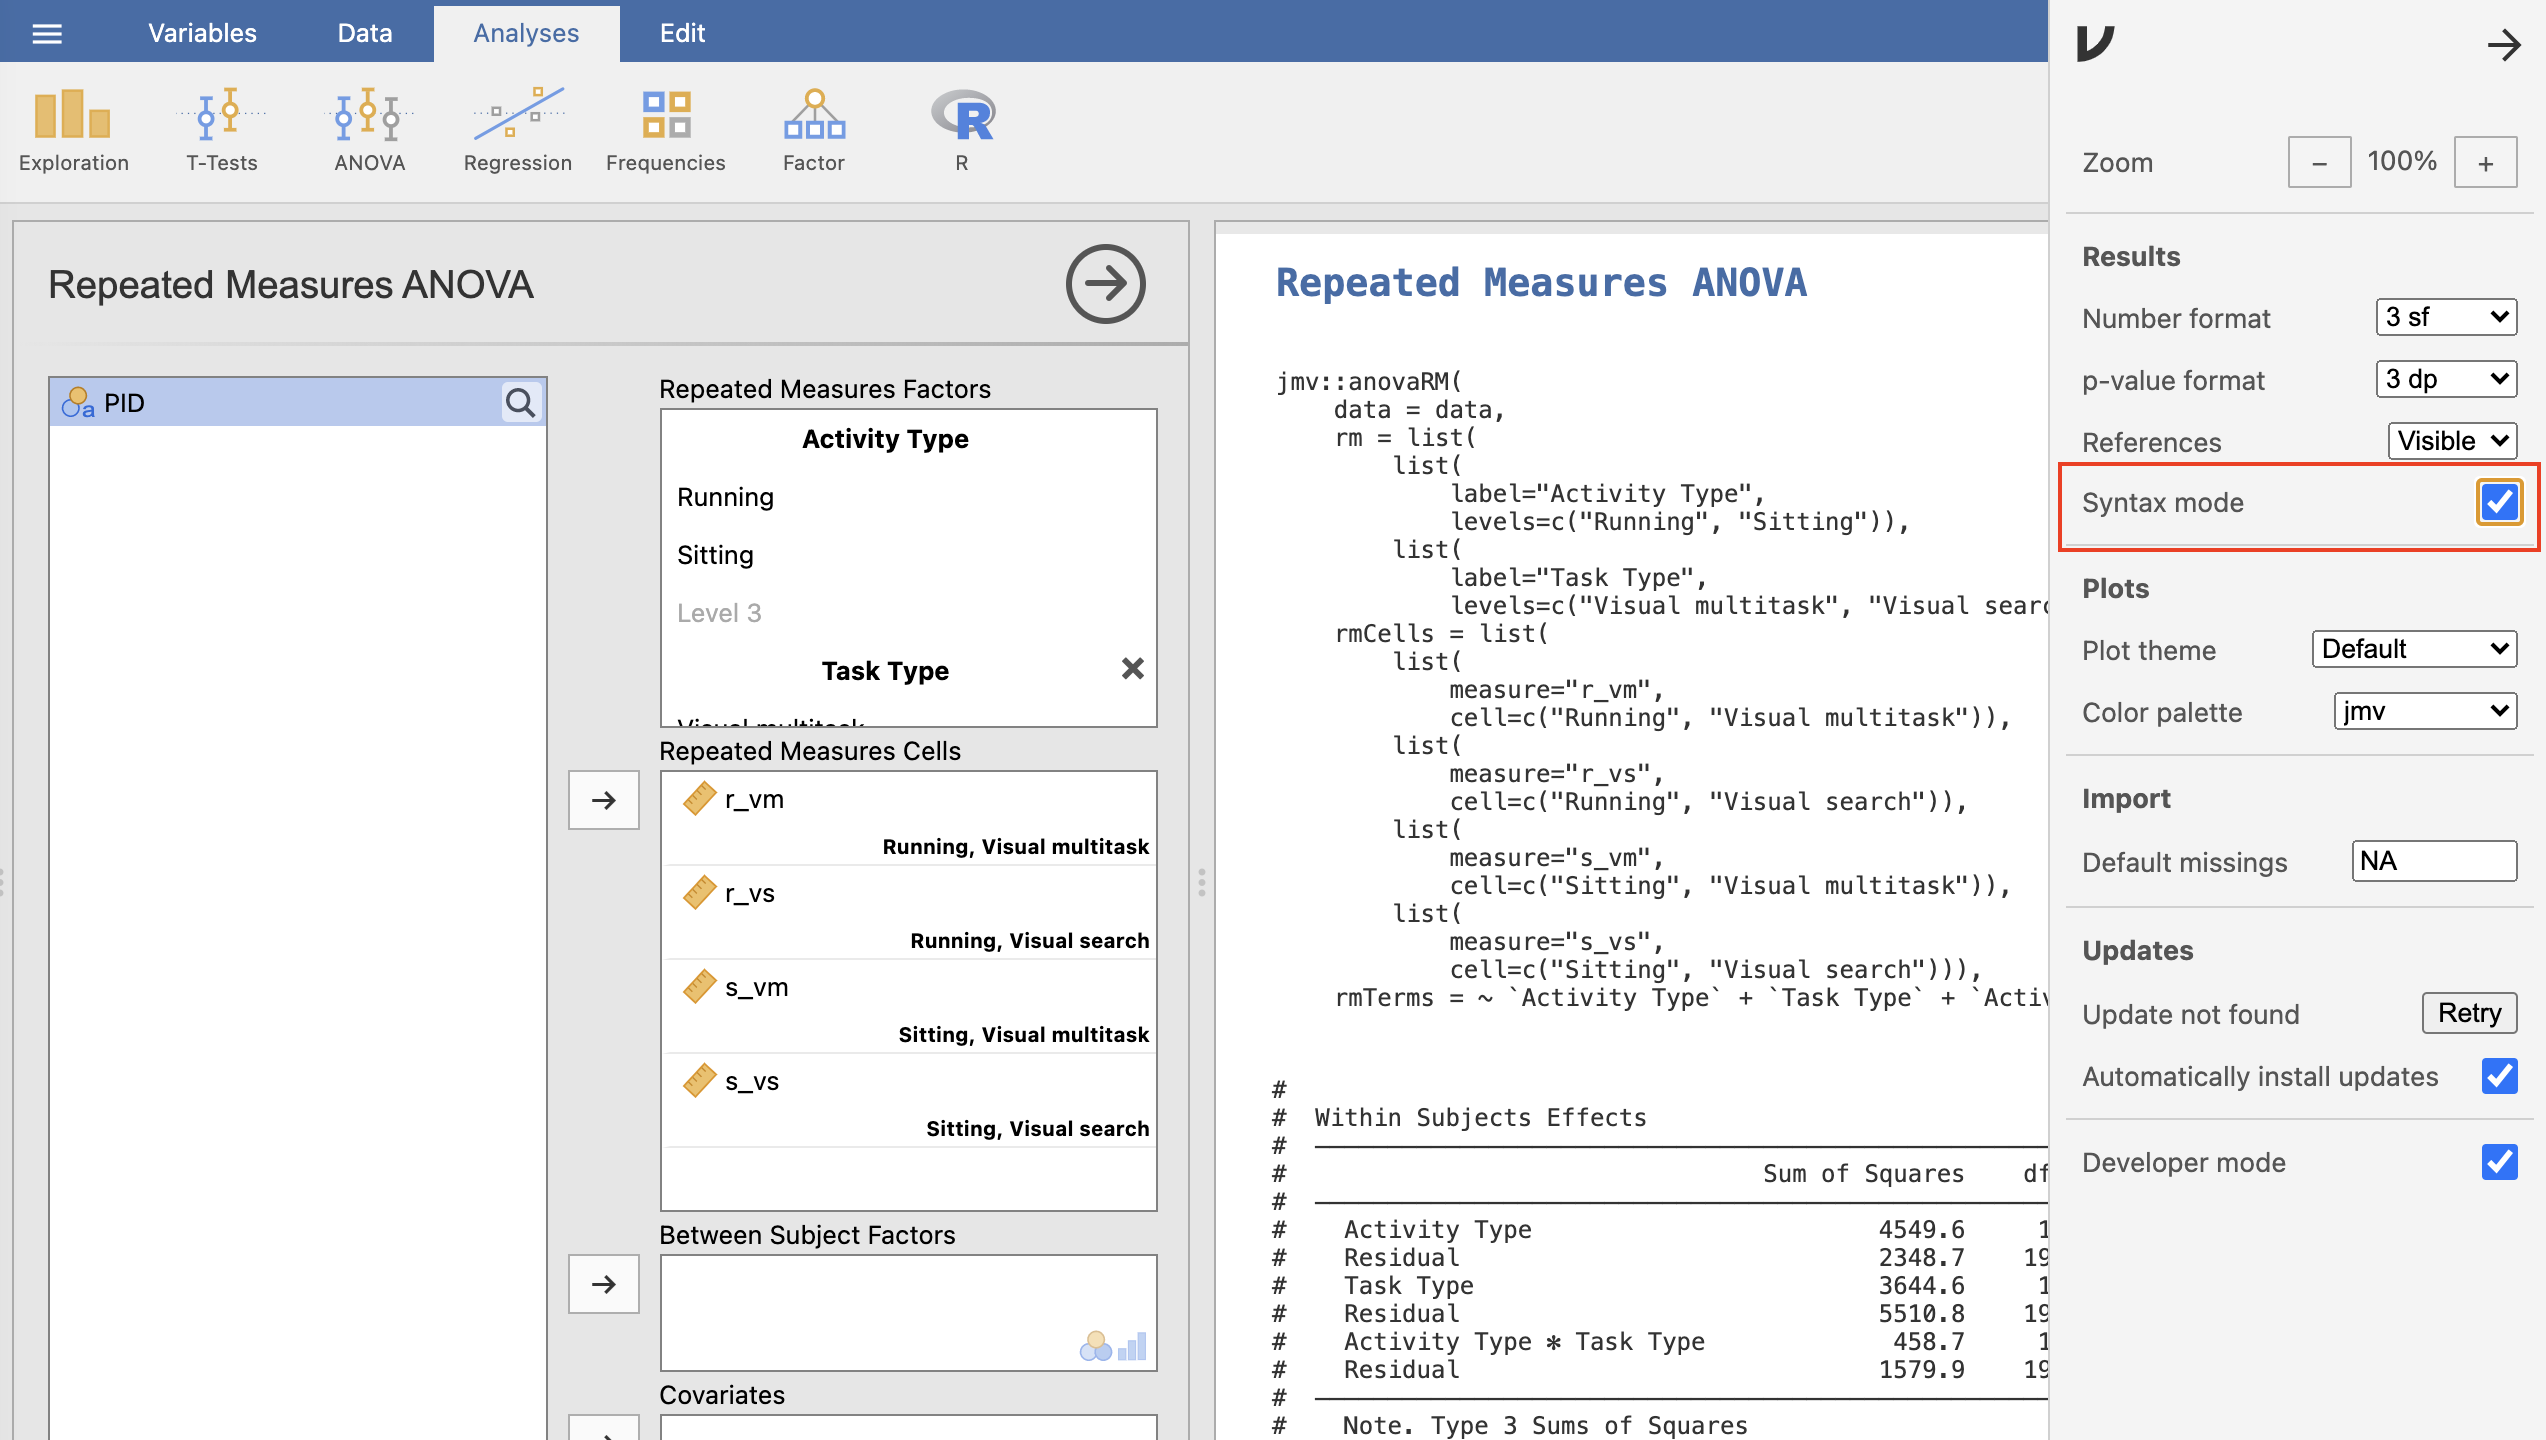 Variables
Data
Analyses
Edit
Exploration
T-Tests
ANOVA
Regression
Frequencies
Factor
R
Repeated Measures ANOVA
PID
Repeated Measures Factors
Activity Type
Running
Sitting
Level 3
Task Type
Visual multitask
Repeated Measures Cells
r_vm
Running, Visual multitask
r_vs
Running, Visual search
s_vm
Sitting, Visual multitask
s_vs
Sitting, Visual search
Between Subject Factors
Covariates
Repeated Measures ANOVA
jmv::anovaRM(
data = data,
rm = list(
list(
label="Activity Type",
levels=c("Running", "Sitting")),
list(
label="Task Type",
levels=c("Visual multitask", "Visual searc
rmCells = list(
list(
measure="r_vm",
cell=c("Running", "Visual multitask")),
list(
measure="r_vs",
cell=c("Running", "Visual search")),
list(
measure="s_vm",
cell=c("Sitting", "Visual multitask")),
list(
measure="s_vs",
cell=c("Sitting", "Visual search"))),
rmTerms = ~ `Activity Type` + `Task Type` + `Activ
#
# Within Subjects Effects
#
# Sum of Squares df
#
# Activity Type 4549.6 1
# Residual 2348.7 19
# Task Type 3644.6 1
# Residual 5510.8 19
# Activity Type ✻ Task Type 458.7 1
# Residual 1579.9 19
#
# Note. Type 3 Sums of Squares
Zoom − 100% +
Results
Number format 3 sf
p-value format 3 dp
References Visible
Syntax mode
Plots
Plot theme Default
Color palette jmv
Import
Default missings NA
Updates
Update not found Retry
Automatically install updates
Developer mode